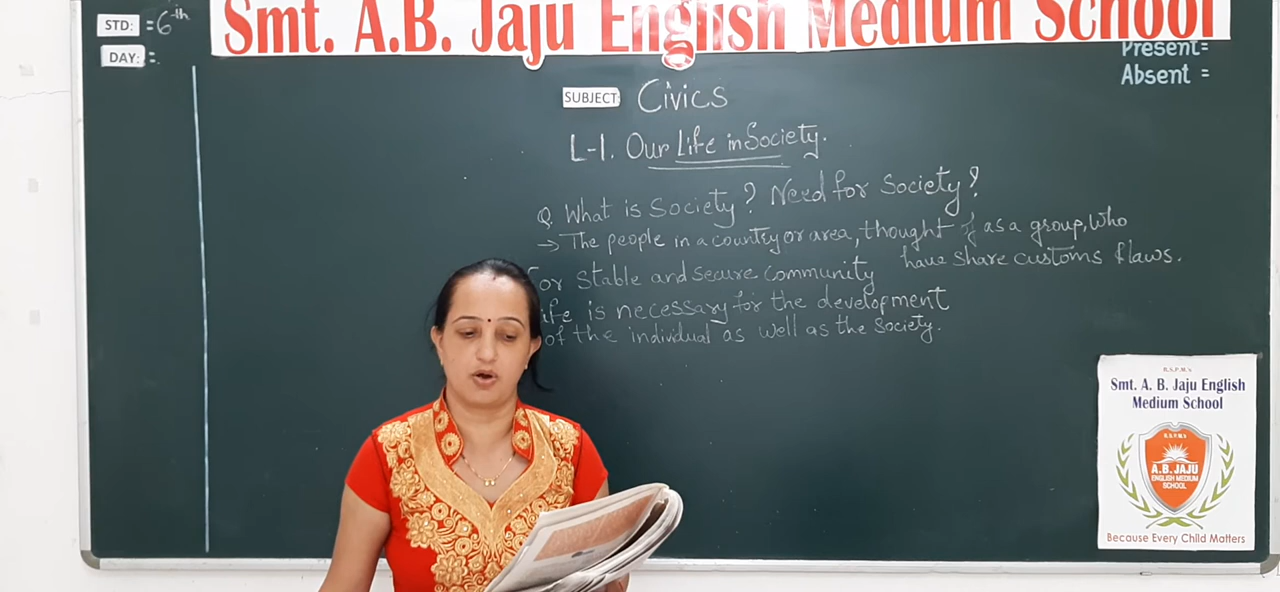 STD: = 6th
Smt. A.B. Jaju English Medium School
DAY: =
Present=
Absent =
SUBJECT: Civics
L-1. Our Life in Society.
Q. What is Society? Need for Society?
→ The people in a country or area, thought of as a group, who
have share customs & laws.
For stable and secure community
life is necessary for the development
of the individual as well as the society.
R.S.P.M.'s
Smt. A. B. Jaju English
Medium School
R.S.P.M's
A.B. JAJU
ENGLISH MEDIUM
SCHOOL
Because Every Child Matters